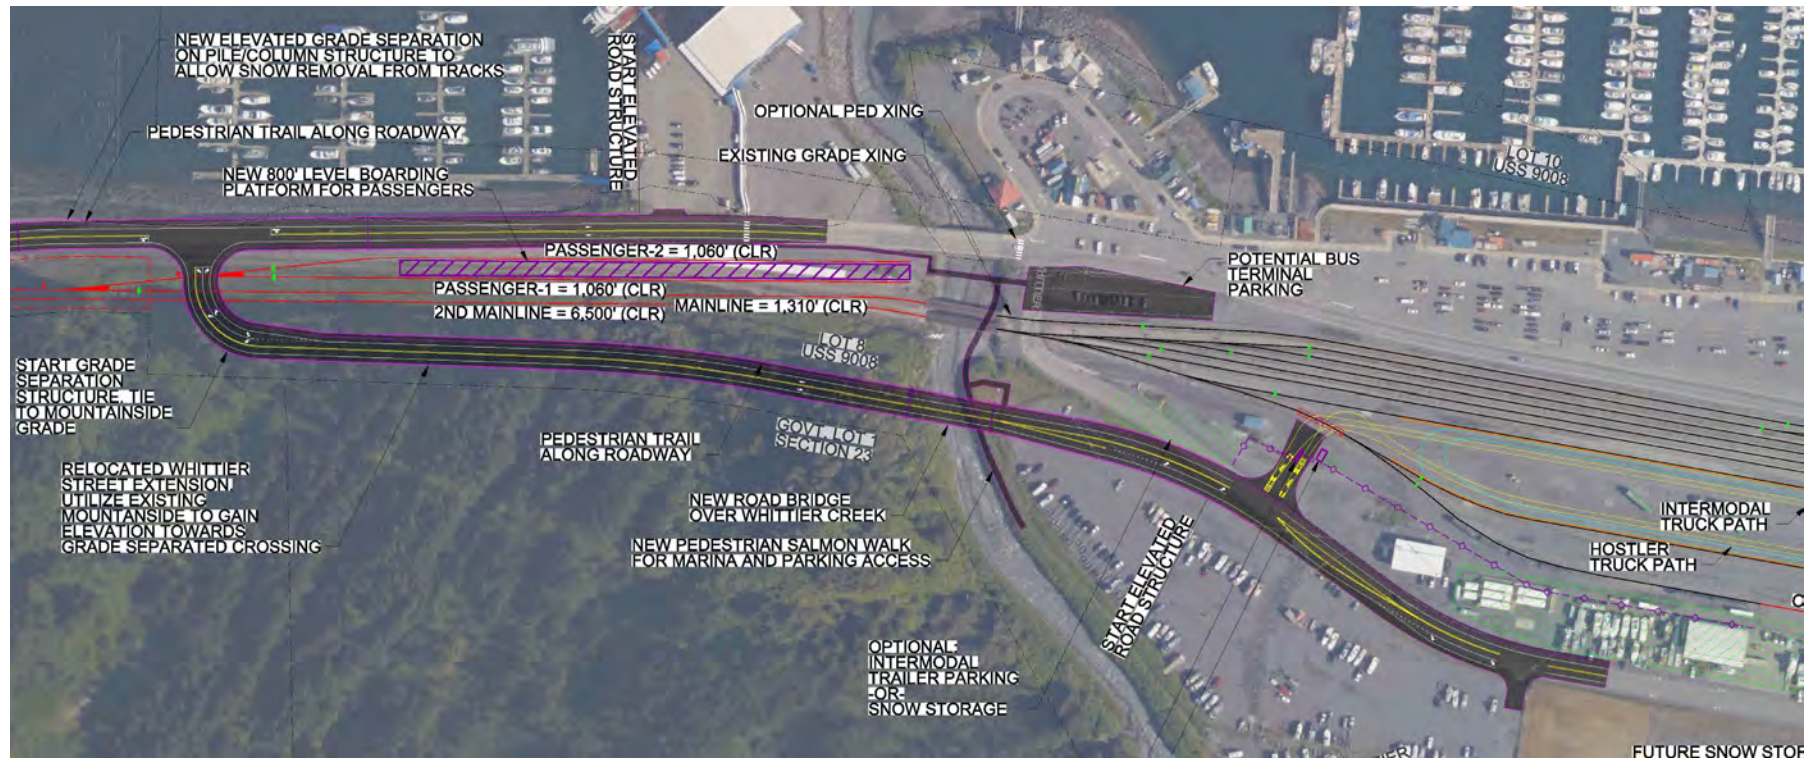 NEW ELEVATED GRADE SEPARATION
ON PILE/COLUMN STRUCTURE TO
ALLOW SNOW REMOVAL FROM TRACKS
START ELEVATED
ROAD STRUCTURE
PEDESTRIAN TRAIL ALONG ROADWAY
NEW 800' LEVEL BOARDING
PLATFORM FOR PASSENGERS
OPTIONAL PED XING
EXISTING GRADE XING
LOT 10
USS 9008
PASSENGER-2 = 1,060' (CLR)
PASSENGER-1 = 1,060' (CLR)
MAINLINE = 1,310' (CLR)
2ND MAINLINE = 6,500' (CLR)
POTENTIAL BUS
TERMINAL
PARKING
LOT 8
USS 9008
START GRADE
SEPARATION
STRUCTURE, TIE
TO MOUNTAINSIDE
GRADE
RELOCATED WHITTIER
STREET EXTENSION,
UTILIZE EXISTING
MOUNTANSIDE TO GAIN
ELEVATION TOWARDS
GRADE SEPARATED CROSSING
PEDESTRIAN TRAIL
ALONG ROADWAY
GOVT. LOT 1
SECTION 23
NEW ROAD BRIDGE
OVER WHITTIER CREEK
NEW PEDESTRIAN SALMON WALK
FOR MARINA AND PARKING ACCESS
START ELEVATED
ROAD STRUCTURE
INTERMODAL
TRUCK PATH
HOSTLER
TRUCK PATH
OPTIONAL:
INTERMODAL
TRAILER PARKING
-OR-
SNOW STORAGE
FUTURE SNOW STOR